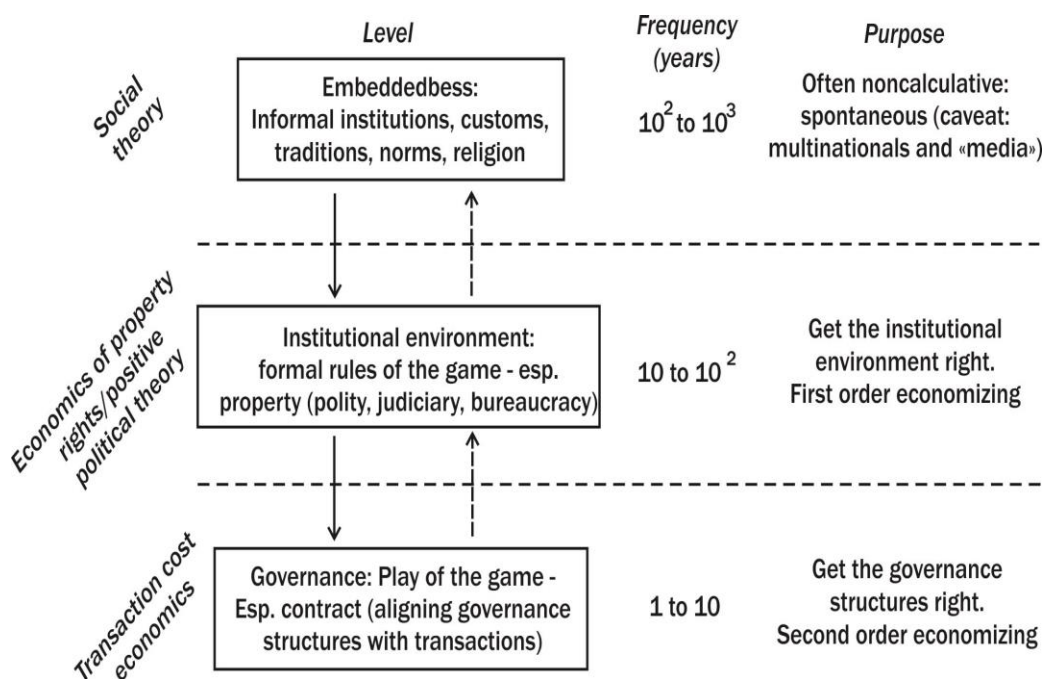 Level
Frequency
(years)
Purpose
Social
theory
Embeddedbess:
Informal institutions, customs,
traditions, norms, religion
10² to 10³
Often noncalculative:
spontaneous (caveat:
multinationals and «media»)
Economics of property
rights/positive
political theory
Institutional environment:
formal rules of the game - esp.
property (polity, judiciary, bureaucracy)
10 to 10²
Get the institutional
environment right.
First order economizing
Transaction cost
economics
Governance: Play of the game -
Esp. contract (aligning governance
structures with transactions)
1 to 10
Get the governance
structures right.
Second order economizing